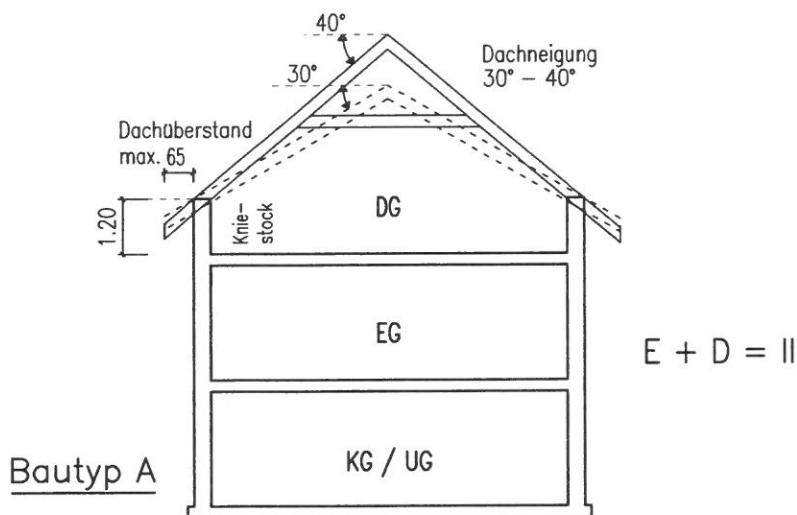 40°
30°
Dachneigung
30° – 40°
Dachüberstand
max. 65
1.20
Knie-
stock
DG
EG
E + D = II
KG / UG
Bautyp A